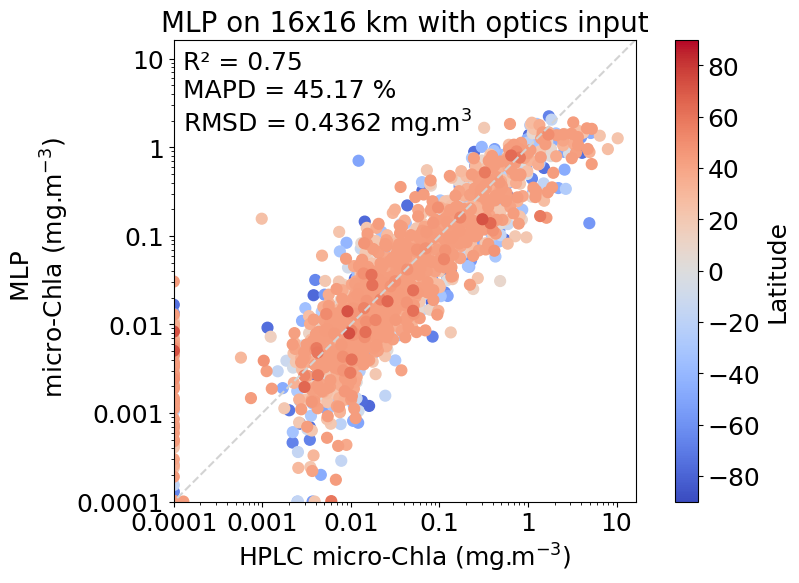 MLP on 16x16 km with optics input
R² = 0.75
MAPD = 45.17 %
RMSD = 0.4362 mg.m³
MLP
micro-Chla (mg.m⁻³)
10
1
0.1
0.01
0.001
0.0001
0.0001 0.001 0.01 0.1 1 10
HPLC micro-Chla (mg.m⁻³)
80
60
40
20
0
−20
−40
−60
−80
Latitude